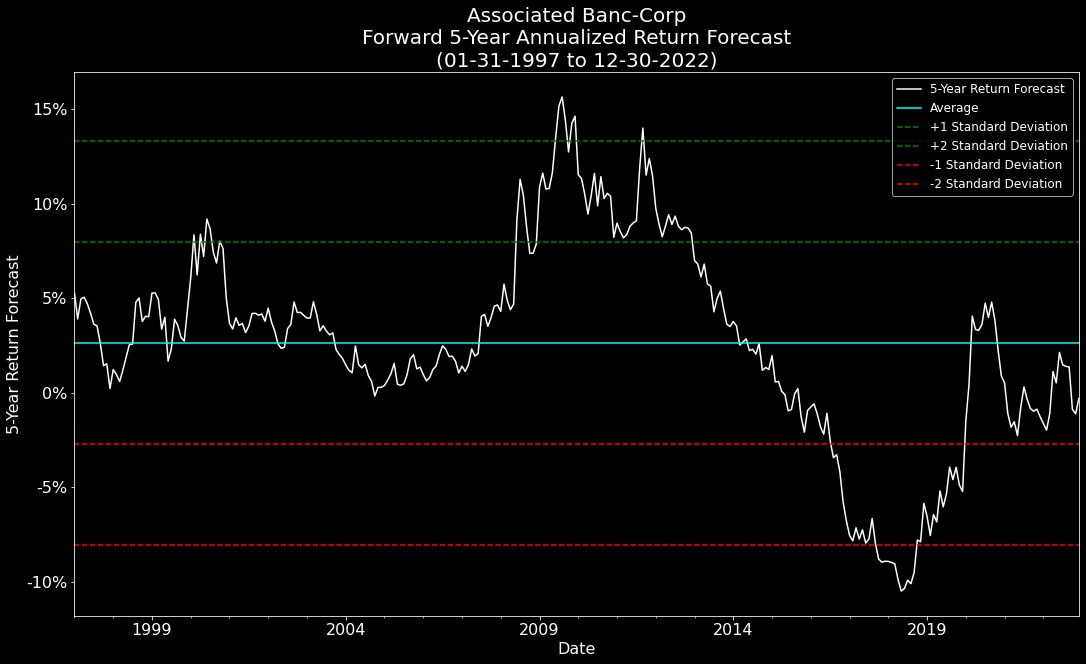 Associated Banc-Corp
Forward 5-Year Annualized Return Forecast
(01-31-1997 to 12-30-2022)
5-Year Return Forecast
Average
+1 Standard Deviation
+2 Standard Deviation
-1 Standard Deviation
-2 Standard Deviation
5-Year Return Forecast
15%
10%
5%
0%
-5%
-10%
1999 2004 2009 2014 2019
Date